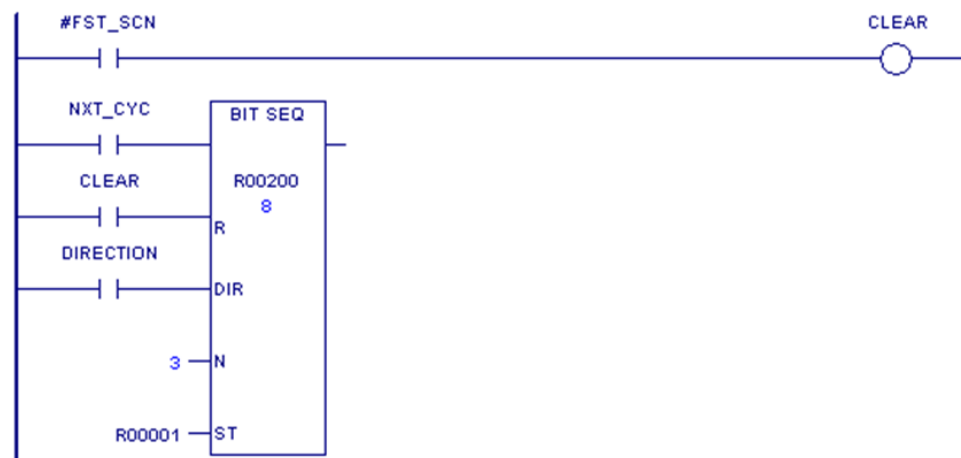 #FST_SCN CLEAR
NXT_CYC BIT SEQ
CLEAR R00200
8
R
DIRECTION
DIR
3 N
R00001 ST